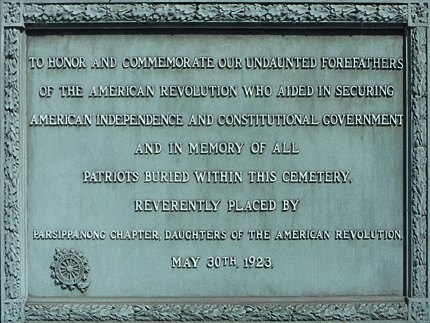 TO HONOR AND COMMEMORATE OUR UNDAUNTED FOREFATHERS
OF THE AMERICAN REVOLUTION WHO AIDED IN SECURING
AMERICAN INDEPENDENCE AND CONSTITUTIONAL GOVERNMENT
AND IN MEMORY OF ALL
PATRIOTS BURIED WITHIN THIS CEMETERY,
REVERENTLY PLACED BY
PARSIPPANONG CHAPTER, DAUGHTERS OF THE AMERICAN REVOLUTION,
MAY 30TH, 1923.